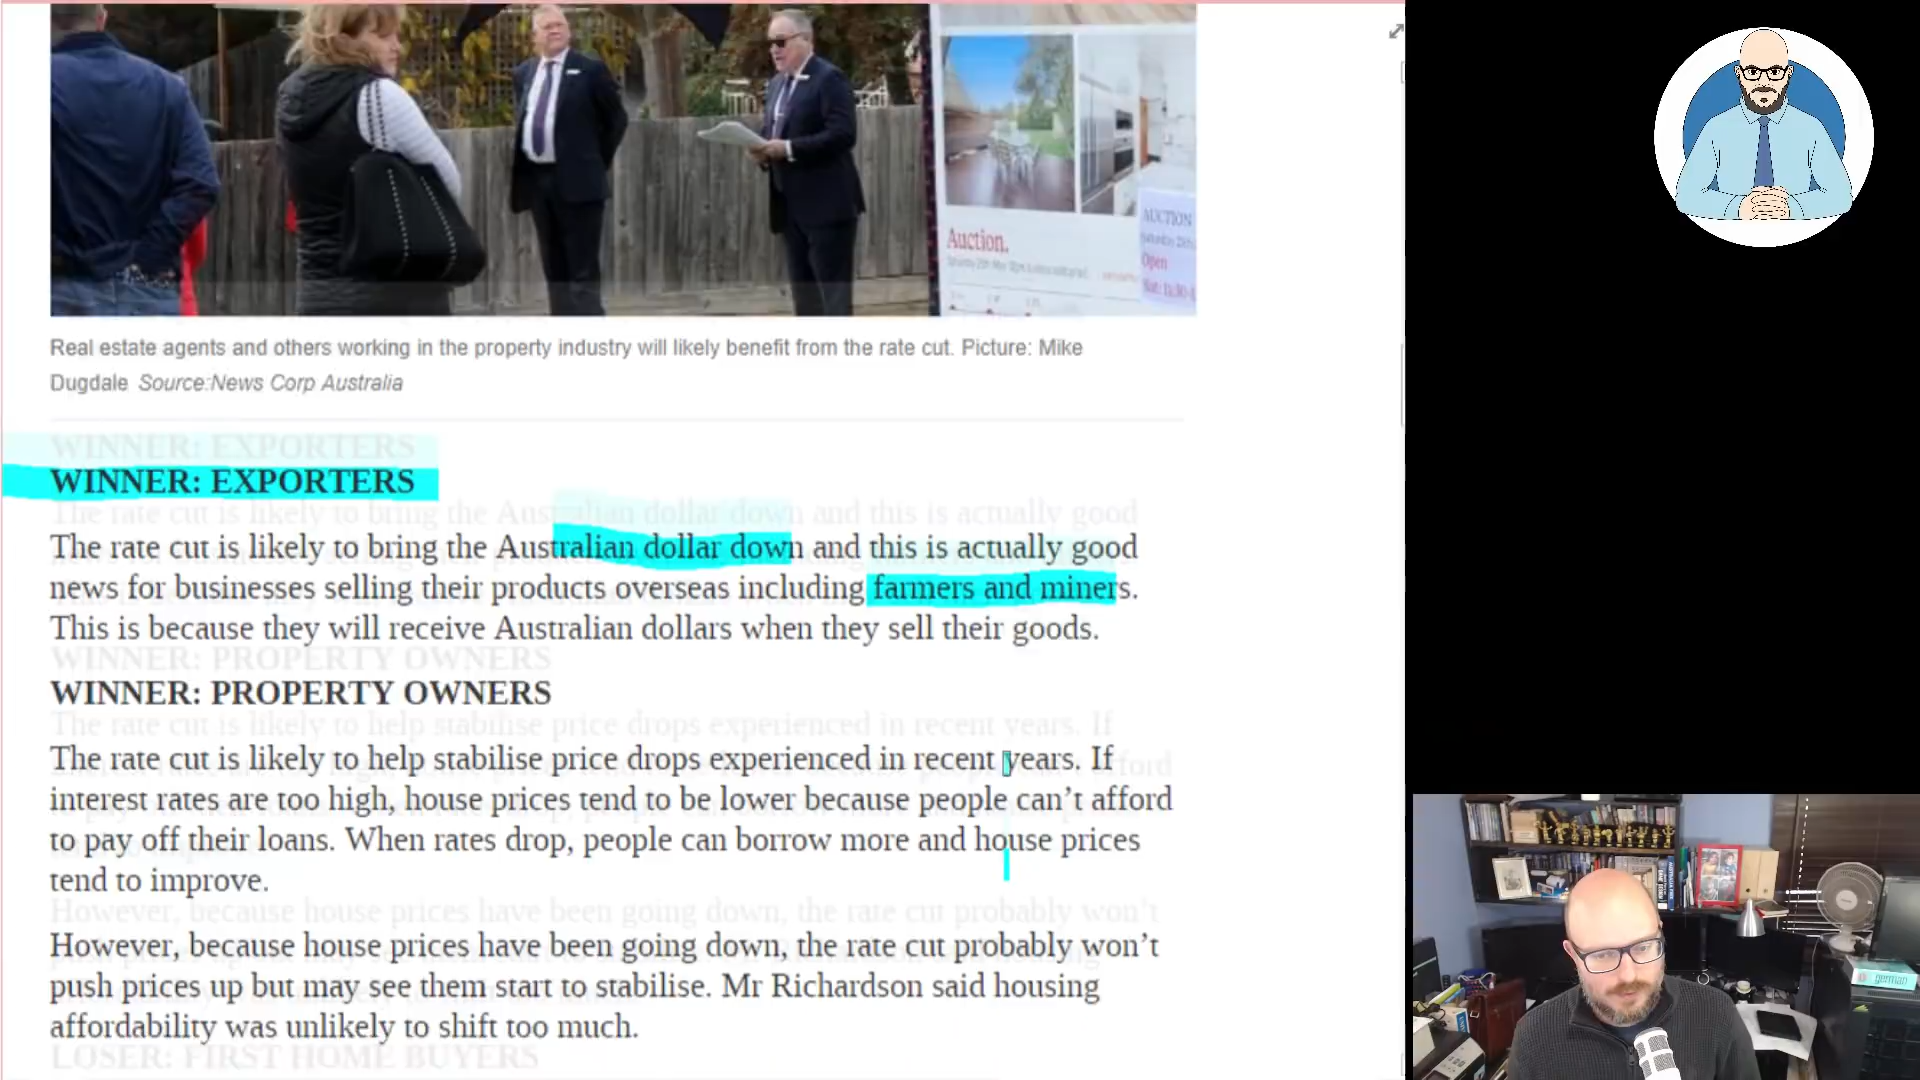 Auction.
AUCTION
Open
Real estate agents and others working in the property industry will likely benefit from the rate cut. Picture: Mike
Dugdale Source:News Corp Australia
WINNER: EXPORTERS
The rate cut is likely to bring the Australian dollar down and this is actually good
news for businesses selling their products overseas including farmers and miners.
This is because they will receive Australian dollars when they sell their goods.
WINNER: PROPERTY OWNERS
The rate cut is likely to help stabilise price drops experienced in recent years. If
interest rates are too high, house prices tend to be lower because people can’t afford
to pay off their loans. When rates drop, people can borrow more and house prices
tend to improve.
However, because house prices have been going down, the rate cut probably won’t
push prices up but may see them start to stabilise. Mr Richardson said housing
affordability was unlikely to shift too much.
LOSER: FIRST HOME BUYERS
german